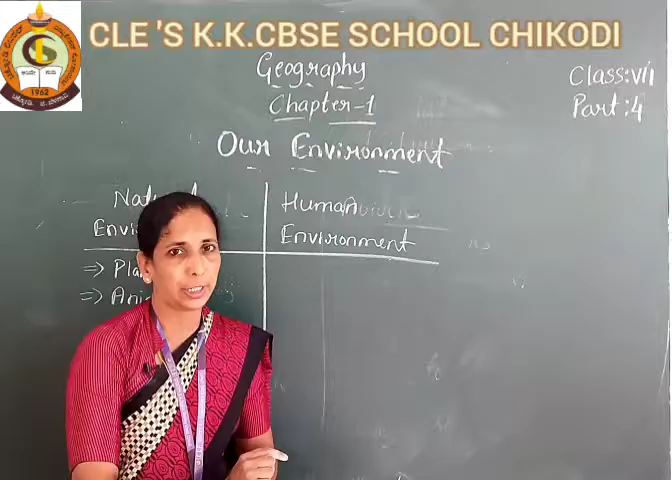 CLE 'S K.K.CBSE SCHOOL CHIKODI
1962
Geography
Chapter-1
Class:VII
Part:4
Our Environment
Human
Environment